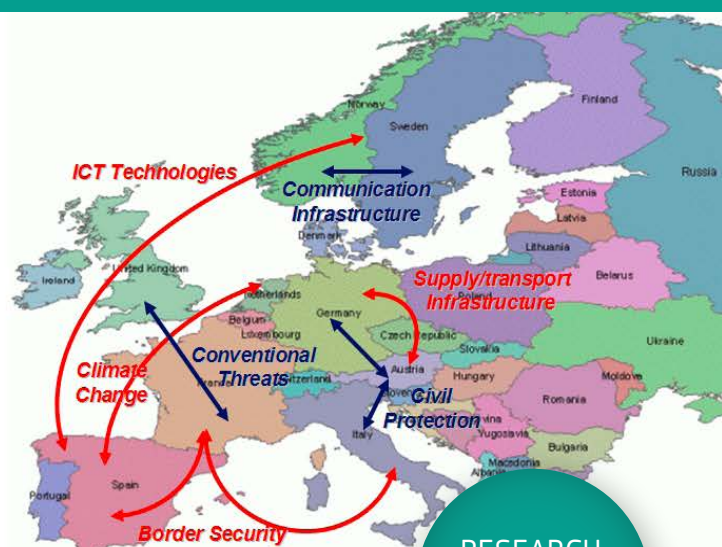 Norway
Finland
Sweden
Russia
ICT Technologies
Communication
Infrastructure
Estonia
Latvia
Denmark
Lithuania
United Kingdom
Ireland
Belarus
Supply/transport
Infrastructure
Netherlands
Poland
Germany
Belgium
Luxembourg
Czech Republic
Ukraine
Slovakia
Climate
Change
Conventional
Threats
Austria
Hungary
Moldova
Civil
Protection
Romania
Italy
Yugoslavia
Bulgaria
Macedonia
Portugal
Spain
Border Security
RESEARCH